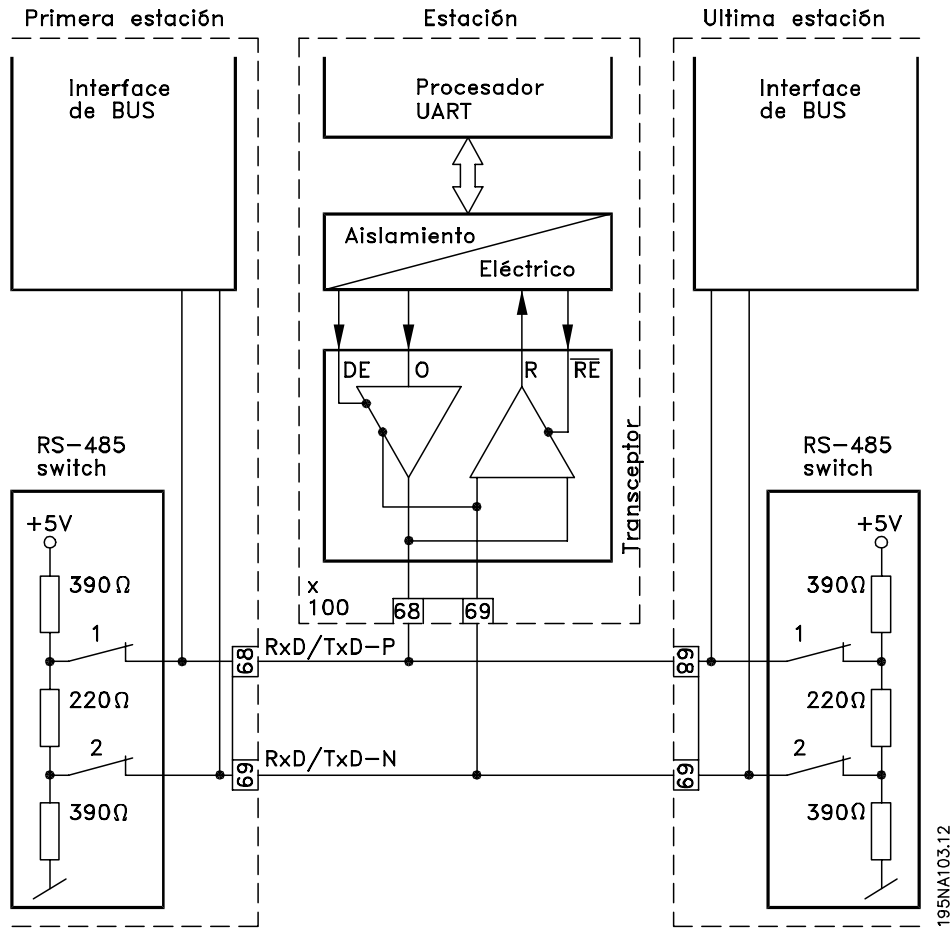 Primera estación
Estación
Ultima estación
Interface
de BUS
Procesador
UART
Interface
de BUS
Aislamiento
Eléctrico
DE
O
R
RE
Transceptor
RS-485
switch
RS-485
switch
+5V
390Ω
1
220Ω
2
390Ω
+5V
390Ω
1
220Ω
2
390Ω
x
100
68
69
68
RxD/TxD-P
68
69
RxD/TxD-N
69
195NA103.12